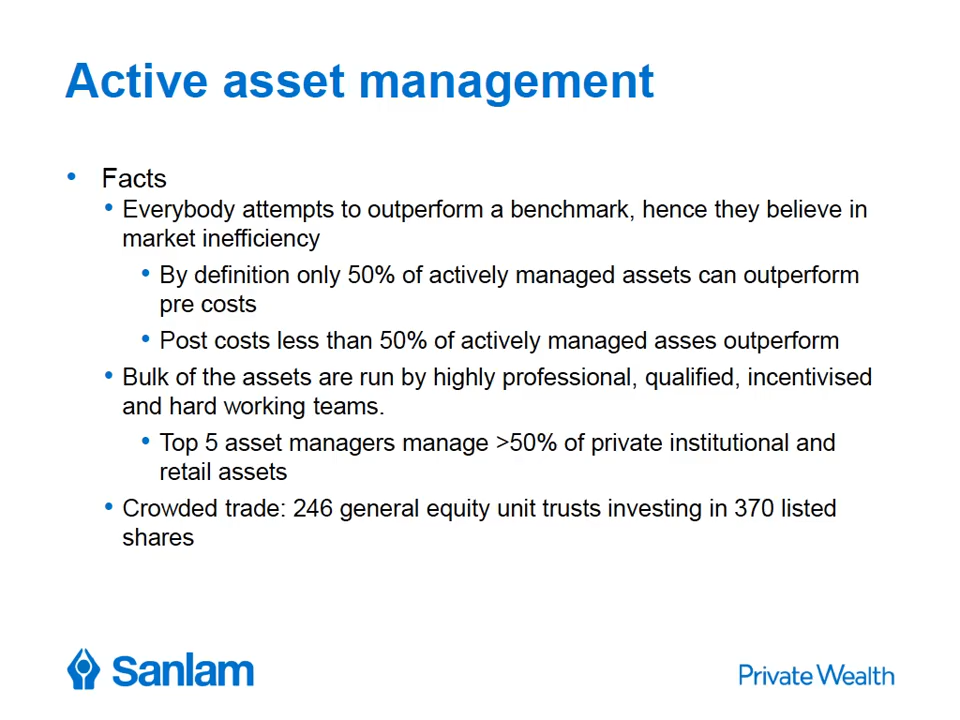 Active asset management
• Facts
• Everybody attempts to outperform a benchmark, hence they believe in
market inefficiency
• By definition only 50% of actively managed assets can outperform
pre costs
• Post costs less than 50% of actively managed asses outperform
• Bulk of the assets are run by highly professional, qualified, incentivised
and hard working teams.
• Top 5 asset managers manage >50% of private institutional and
retail assets
• Crowded trade: 246 general equity unit trusts investing in 370 listed
shares
Sanlam
Private Wealth